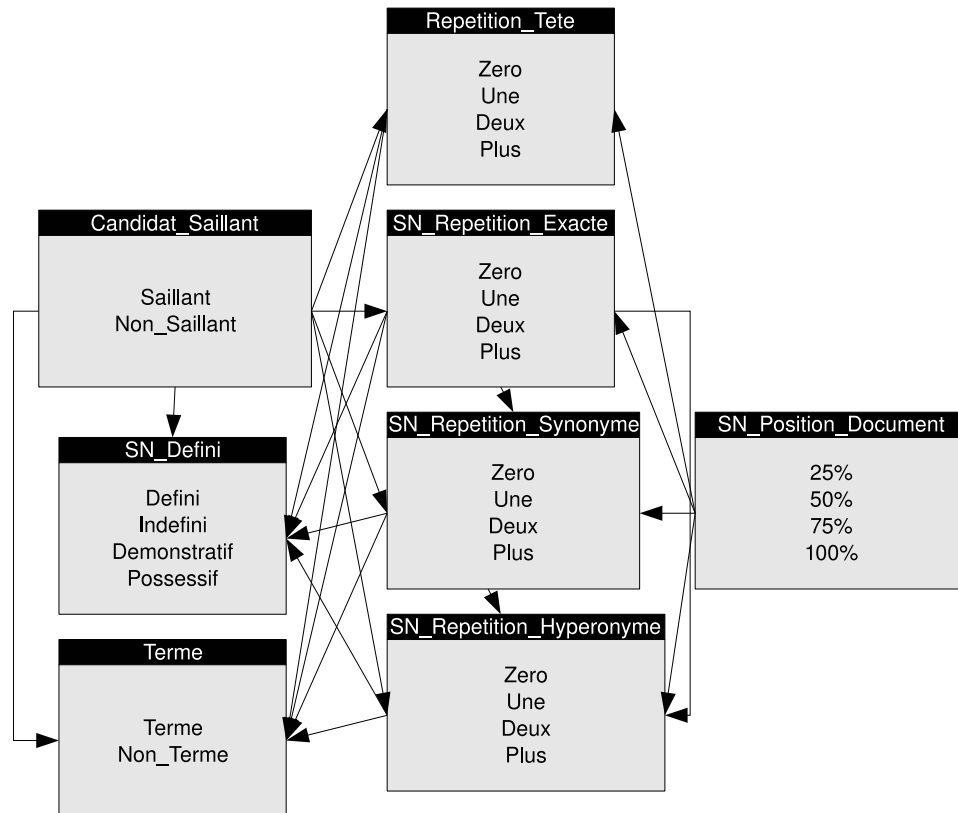 Repetition_Tete
Zero
Une
Deux
Plus
Candidat_Saillant
Saillant
Non_Saillant
SN_Repetition_Exacte
Zero
Une
Deux
Plus
SN_Defini
Defini
Indefini
Demonstratif
Possessif
SN_Repetition_Synonyme
Zero
Une
Deux
Plus
SN_Position_Document
25%
50%
75%
100%
Terme
Terme
Non_Terme
SN_Repetition_Hyperonyme
Zero
Une
Deux
Plus